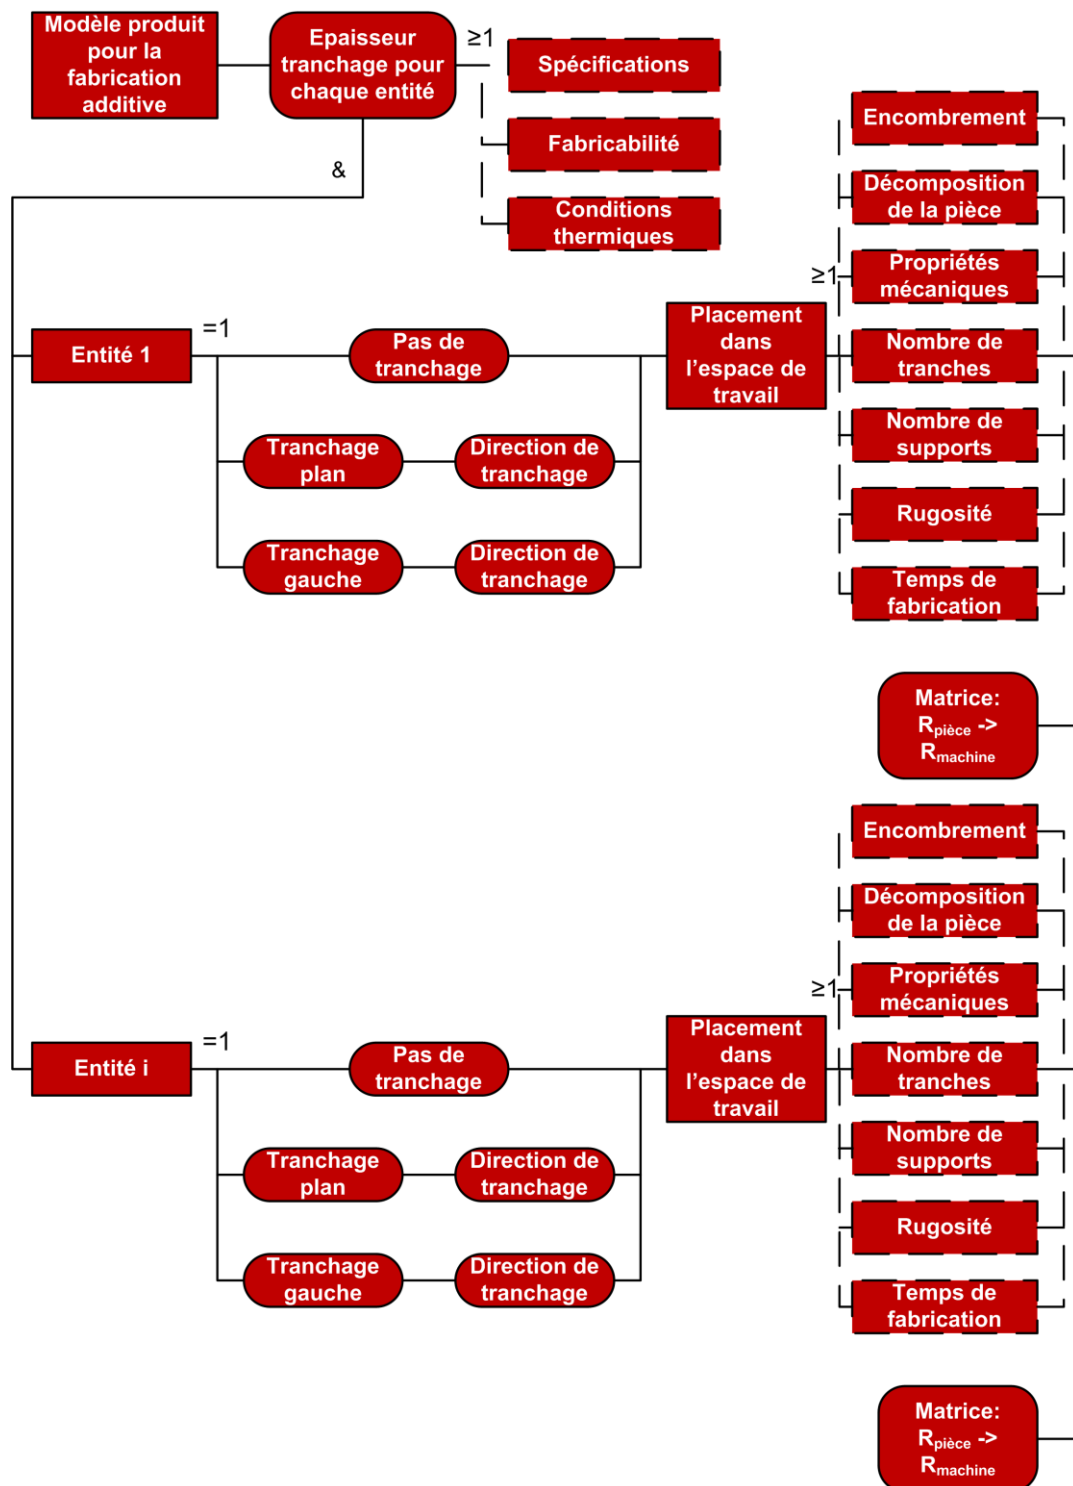 Modèle produit
pour la
fabrication
additive
Epaisseur
tranchage pour
chaque entité
≥1
Spécifications
Fabricabilité
Conditions
thermiques
&
Entité 1
=1
Pas de
tranchage
Tranchage
plan
Direction de
tranchage
Tranchage
gauche
Direction de
tranchage
Placement
dans
l'espace de
travail
≥1
Encombrement
Décomposition
de la pièce
Propriétés
mécaniques
Nombre de
tranches
Nombre de
supports
Rugosité
Temps de
fabrication
Matrice:
Rpièce ->
Rmachine
Entité i
=1
Pas de
tranchage
Tranchage
plan
Direction de
tranchage
Tranchage
gauche
Direction de
tranchage
Placement
dans
l'espace de
travail
≥1
Encombrement
Décomposition
de la pièce
Propriétés
mécaniques
Nombre de
tranches
Nombre de
supports
Rugosité
Temps de
fabrication
Matrice:
Rpièce ->
Rmachine